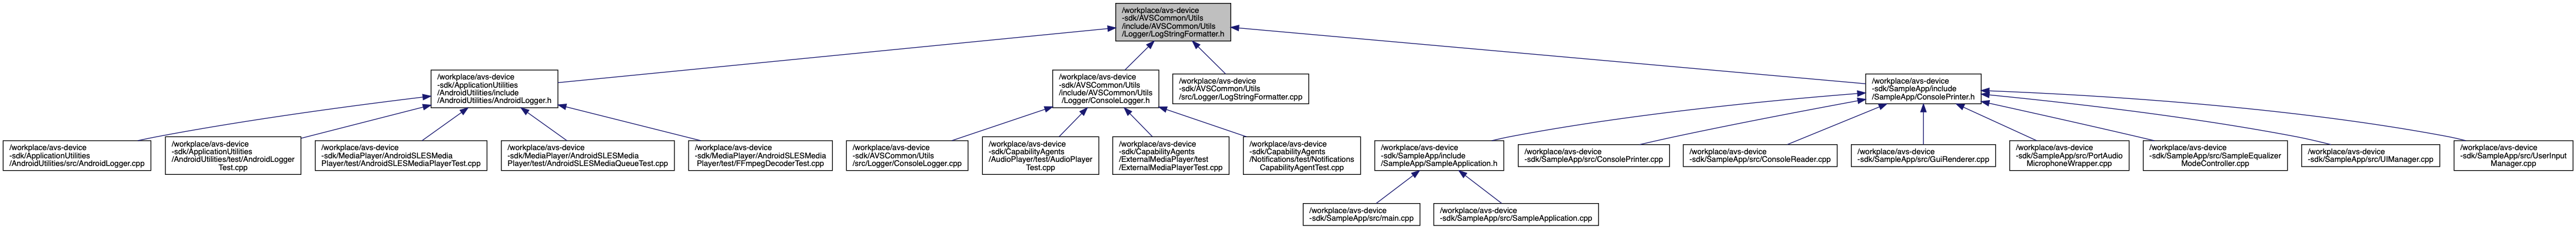 /workplace/avs-device
-sdk/AVSCommon/Utils
/include/AVSCommon/Utils
/Logger/LogStringFormatter.h
/workplace/avs-device
-sdk/ApplicationUtilities
/AndroidUtilities/include
/AndroidUtilities/AndroidLogger.h
/workplace/avs-device
-sdk/AVSCommon/Utils
/include/AVSCommon/Utils
/Logger/ConsoleLogger.h
/workplace/avs-device
-sdk/AVSCommon/Utils
/src/Logger/LogStringFormatter.cpp
/workplace/avs-device
-sdk/SampleApp/include
/SampleApp/ConsolePrinter.h
/workplace/avs-device
-sdk/ApplicationUtilities
/AndroidUtilities/src/AndroidLogger.cpp
/workplace/avs-device
-sdk/ApplicationUtilities
/AndroidUtilities/test/AndroidLogger
Test.cpp
/workplace/avs-device
-sdk/MediaPlayer/AndroidSLESMedia
Player/test/AndroidSLESMediaPlayerTest.cpp
/workplace/avs-device
-sdk/MediaPlayer/AndroidSLESMedia
Player/test/AndroidSLESMediaQueueTest.cpp
/workplace/avs-device
-sdk/MediaPlayer/AndroidSLESMedia
Player/test/FFmpegDecoderTest.cpp
/workplace/avs-device
-sdk/AVSCommon/Utils
/src/Logger/ConsoleLogger.cpp
/workplace/avs-device
-sdk/CapabilityAgents
/AudioPlayer/test/AudioPlayer
Test.cpp
/workplace/avs-device
-sdk/CapabilityAgents
/ExternalMediaPlayer/test
/ExternalMediaPlayerTest.cpp
/workplace/avs-device
-sdk/CapabilityAgents
/Notifications/test/Notifications
CapabilityAgentTest.cpp
/workplace/avs-device
-sdk/SampleApp/include
/SampleApp/SampleApplication.h
/workplace/avs-device
-sdk/SampleApp/src/ConsolePrinter.cpp
/workplace/avs-device
-sdk/SampleApp/src/ConsoleReader.cpp
/workplace/avs-device
-sdk/SampleApp/src/GuiRenderer.cpp
/workplace/avs-device
-sdk/SampleApp/src/PortAudio
MicrophoneWrapper.cpp
/workplace/avs-device
-sdk/SampleApp/src/SampleEqualizer
ModeController.cpp
/workplace/avs-device
-sdk/SampleApp/src/UIManager.cpp
/workplace/avs-device
-sdk/SampleApp/src/UserInput
Manager.cpp
/workplace/avs-device
-sdk/SampleApp/src/main.cpp
/workplace/avs-device
-sdk/SampleApp/src/SampleApplication.cpp